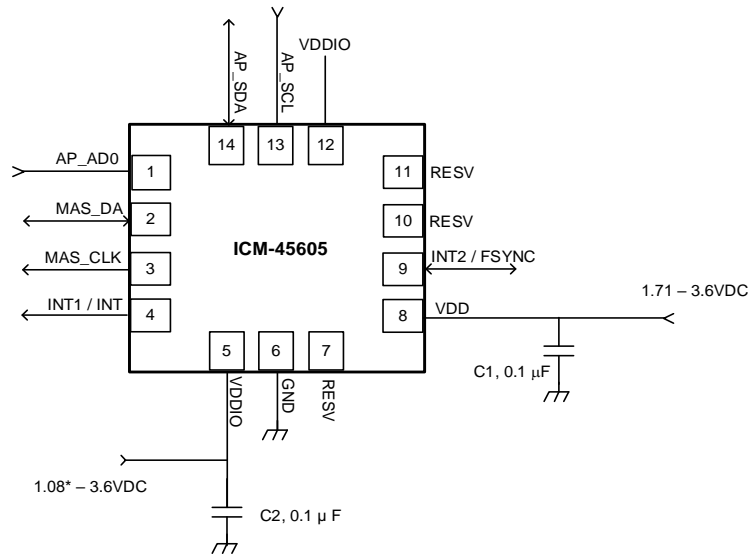 AP_SDA
AP_SCL
VDDIO
14
13
12
AP_AD0
1
11
RESV
MAS_DA
2
10
RESV
ICM-45605
MAS_CLK
3
9
INT2 / FSYNC
INT1 / INT
4
8
VDD
1.71 – 3.6VDC
5
6
7
C1, 0.1 μF
VDDIO
GND
RESV
1.08* – 3.6VDC
C2, 0.1 µ F